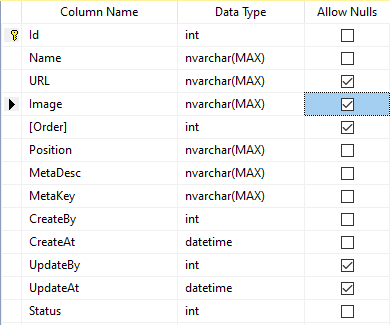 Column Name Data Type Allow Nulls
Id int
Name nvarchar(MAX)
URL nvarchar(MAX)
Image nvarchar(MAX)
[Order] int
Position nvarchar(MAX)
MetaDesc nvarchar(MAX)
MetaKey nvarchar(MAX)
CreateBy int
CreateAt datetime
UpdateBy int
UpdateAt datetime
Status int